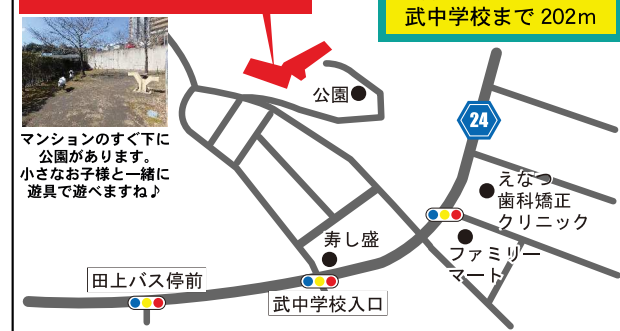 武中学校まで 202m
公園
マンションのすぐ下に
公園があります。
小さなお子様と一緒に
遊具で遊べますね♪
24
えなつ
歯科矯正
クリニック
ファミリー
マート
寿し盛
田上バス停前
武中学校入口